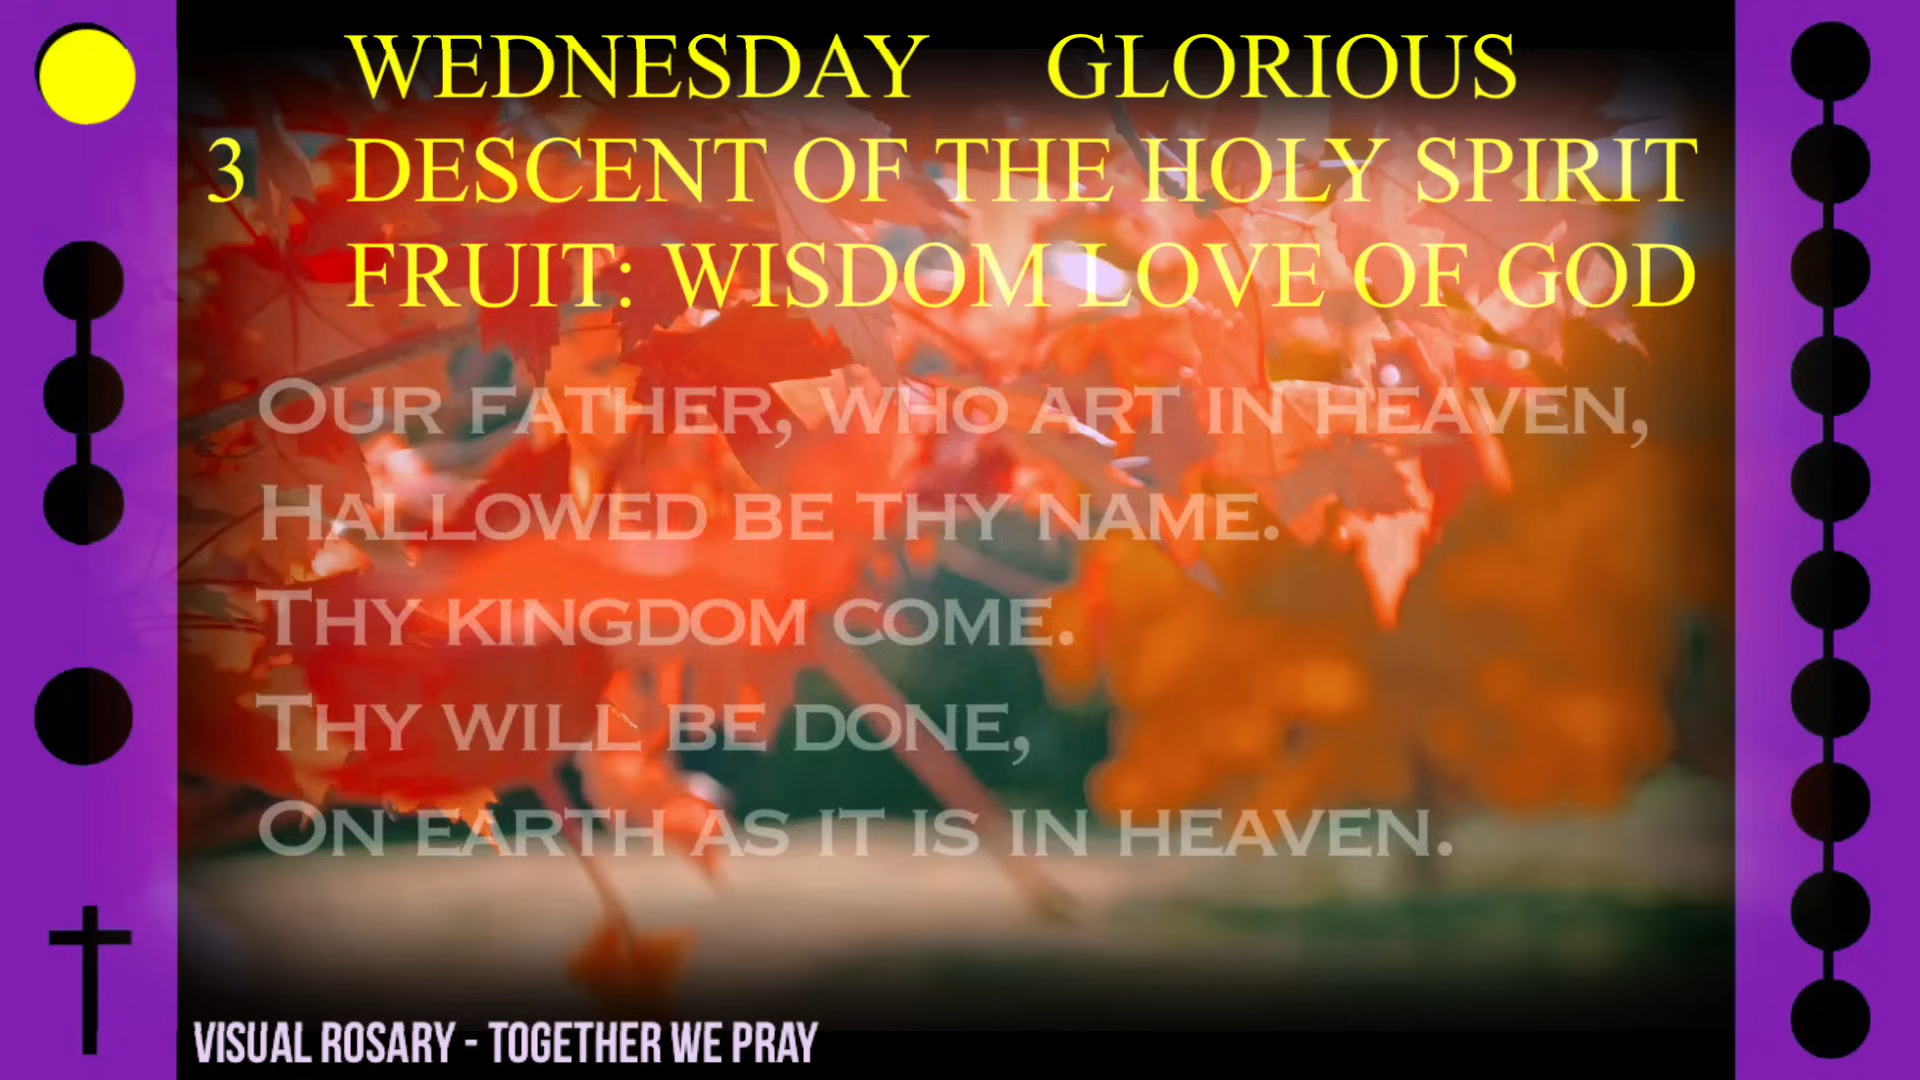 WEDNESDAY GLORIOUS
3 DESCENT OF THE HOLY SPIRIT
FRUIT: WISDOM LOVE OF GOD
OUR FATHER, WHO ART IN HEAVEN,
HALLOWED BE THY NAME.
THY KINGDOM COME.
THY WILL BE DONE,
ON EARTH AS IT IS IN HEAVEN.
VISUAL ROSARY - TOGETHER WE PRAY